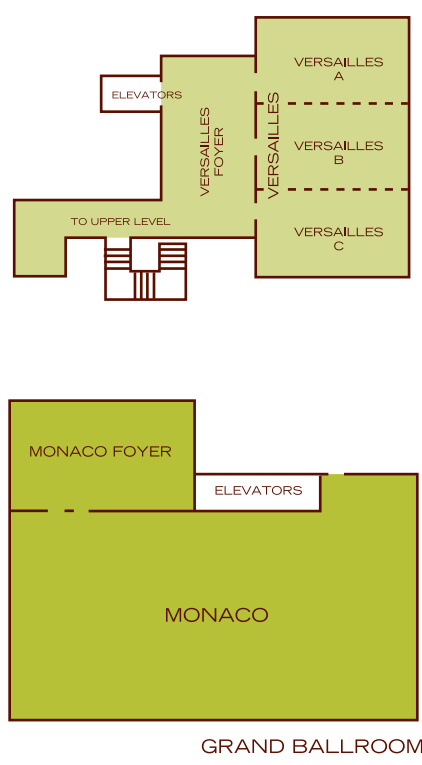 VERSAILLES
A
ELEVATORS
VERSAILLES
FOYER
VERSAILLES
VERSAILLES
B
TO UPPER LEVEL
VERSAILLES
C
MONACO FOYER
ELEVATORS
MONACO
GRAND BALLROOM